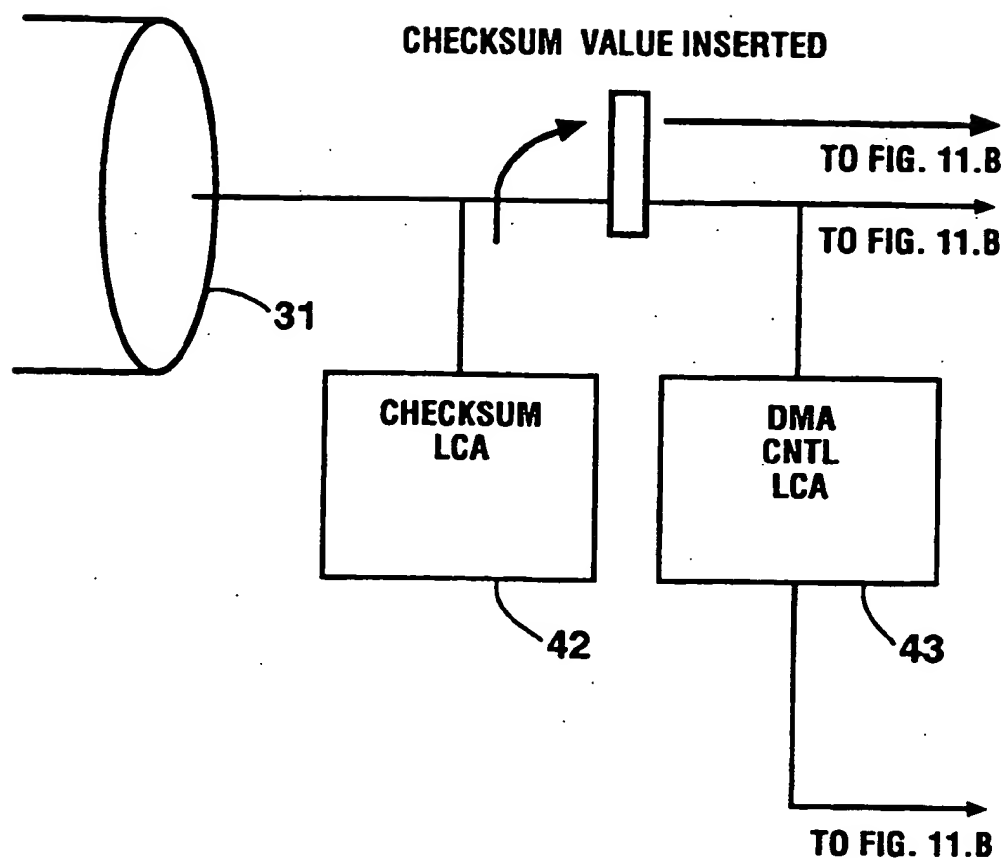 CHECKSUM VALUE INSERTED
TO FIG. 11.B
TO FIG. 11.B
31
CHECKSUM
LCA
DMA
CNTL
LCA
42
43
TO FIG. 11.B